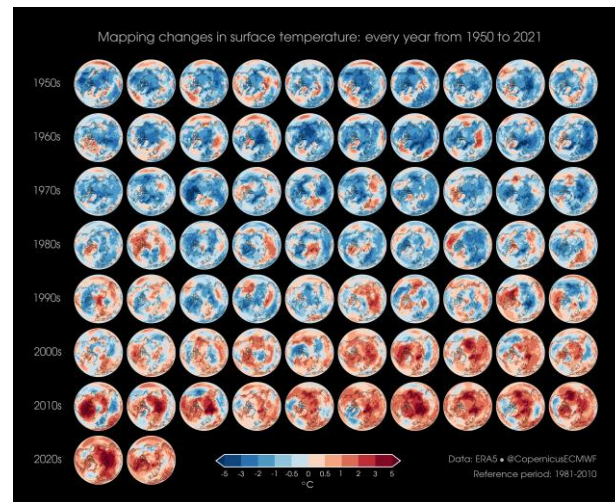 Mapping changes in surface temperature: every year from 1950 to 2021
1950s
1960s
1970s
1980s
1990s
2000s
2010s
2020s
-5 -3 -2 -1 -0.5 0 0.5 1 2 3 5
°C
Data: ERA5 • @CopernicusECMWF
Reference period: 1981-2010